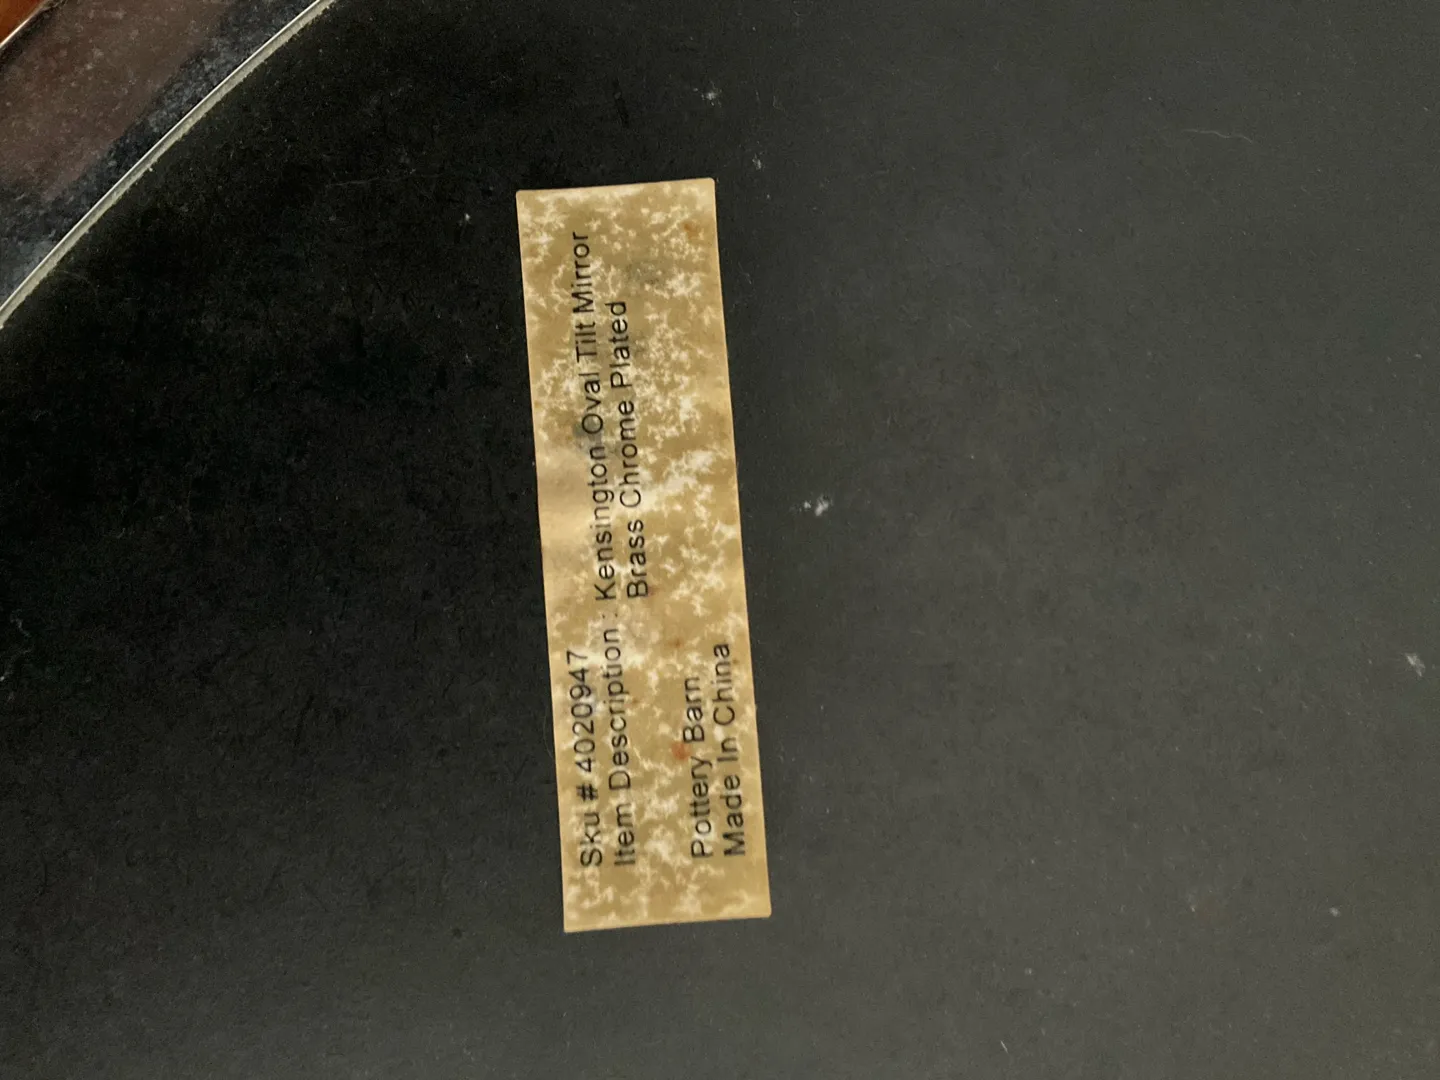 Sku # 4020947
Item Description : Kensington Oval Tilt Mirror
Brass Chrome Plated
Pottery Barn
Made In China